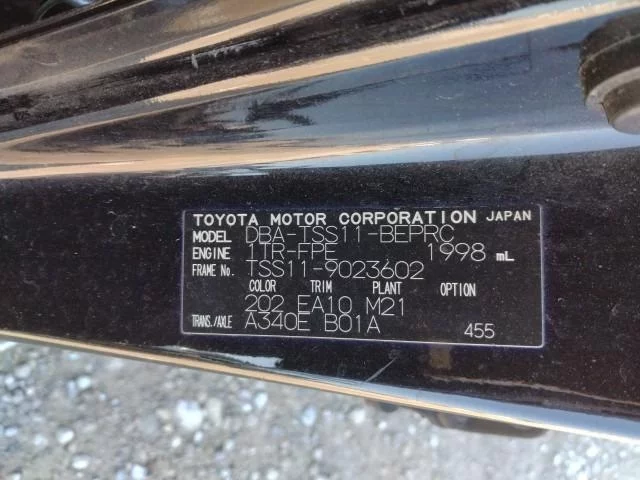 TOYOTA MOTOR CORPORATION JAPAN
MODEL DBA-TSS11-BEPRC
ENGINE 1TR-FPE 1998 mL
FRAME No. TSS11-9023602
COLOR TRIM PLANT OPTION
202 EA10 M21
TRANS./AXLE A340E B01A 455